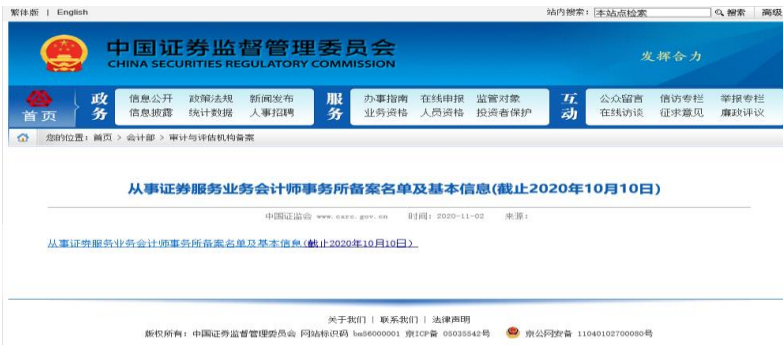 繁体版 | English
站内搜索: 本站点检索 搜索 高级
中国证券监督管理委员会
CHINA SECURITIES REGULATORY COMMISSION
发挥合力
首页
政务
信息公开 政策法规 新闻发布
信息披露 统计数据 人事招聘
服务
办事指南 在线申报 监管对象
业务资格 人员资格 投资者保护
互动
公众留言 信访专栏 举报专栏
在线访谈 征求意见 廉政评议
您的位置: 首页 > 会计部 > 审计与评估机构备案
从事证券服务业务会计师事务所备案名单及基本信息(截止2020年10月10日)
中国证监会 www.csrc.gov.cn 时间: 2020-11-02 来源:
从事证券服务业务会计师事务所备案名单及基本信息(截止2020年10月10日)
关于我们 | 联系我们 | 法律声明
版权所有: 中国证券监督管理委员会 网站标识码 bm56000001 京ICP备 05035542号 京公网安备 11040102700080号